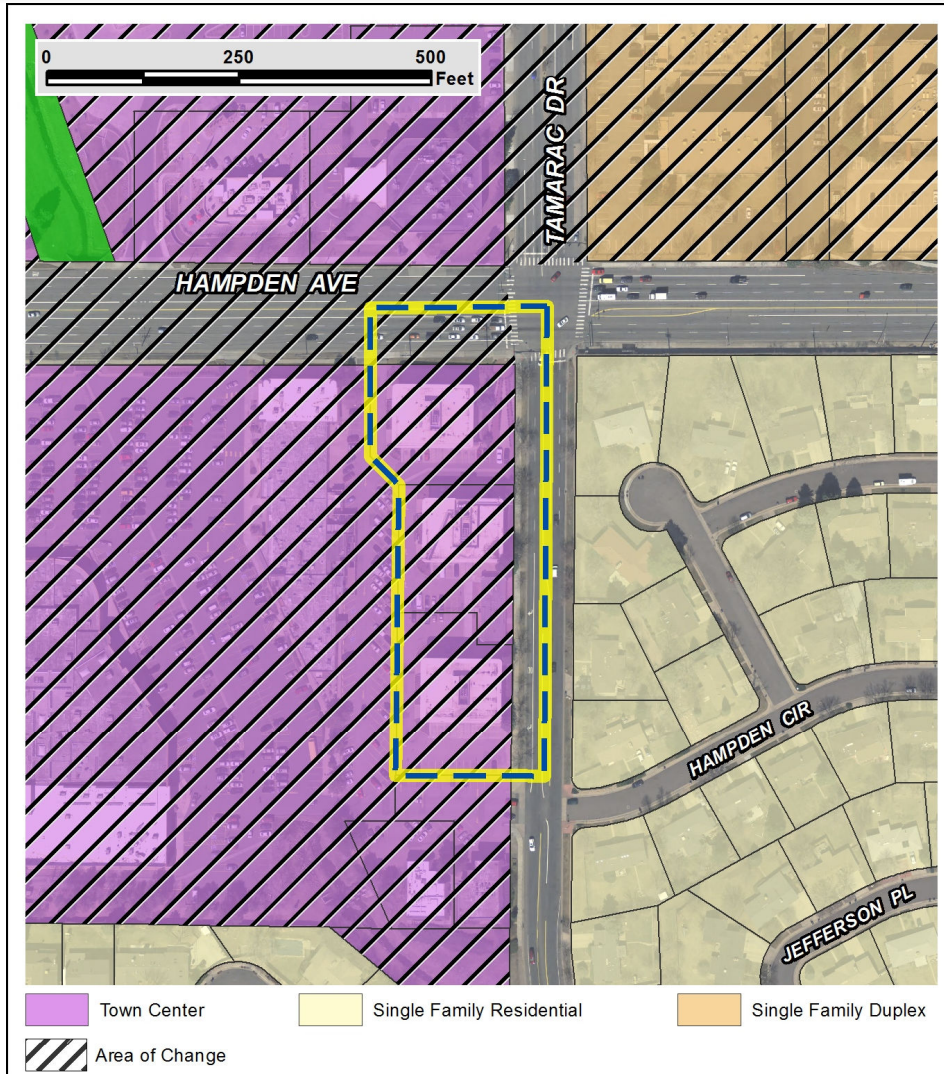 0 250 500
Feet
TAMARAC DR
HAMPDEN AVE
HAMPDEN CIR
JEFFERSON PL
Town Center
Single Family Residential
Single Family Duplex
Area of Change